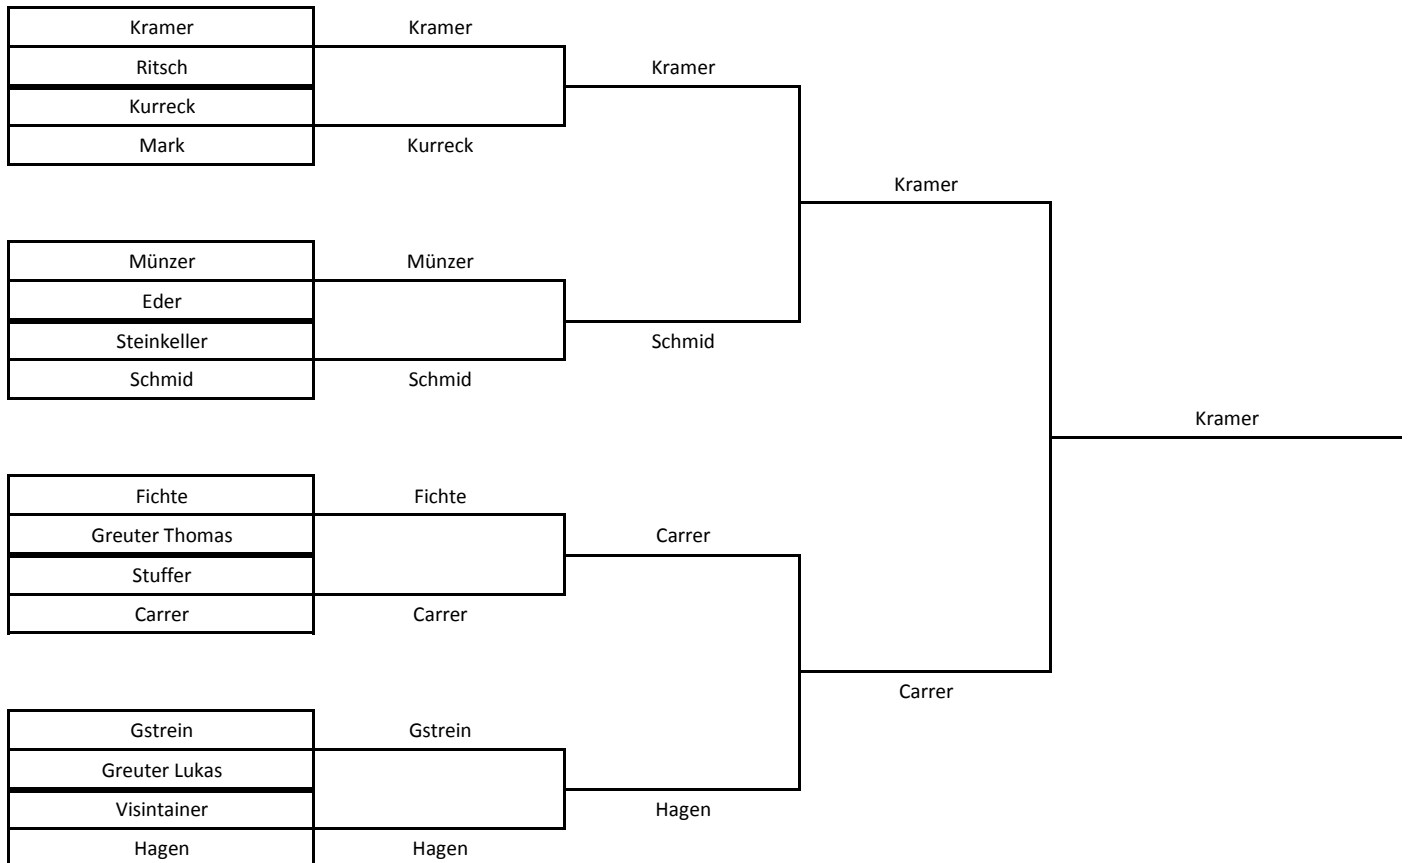 Kramer Kramer
Ritsch Kramer
Kurreck
Mark Kurreck
Kramer
Münzer Münzer
Eder
Steinkeller Schmid
Schmid Schmid
Kramer
Fichte Fichte
Greuter Thomas Carrer
Stuffer
Carrer Carrer
Carrer
Gstrein Gstrein
Greuter Lukas
Visintainer Hagen
Hagen Hagen